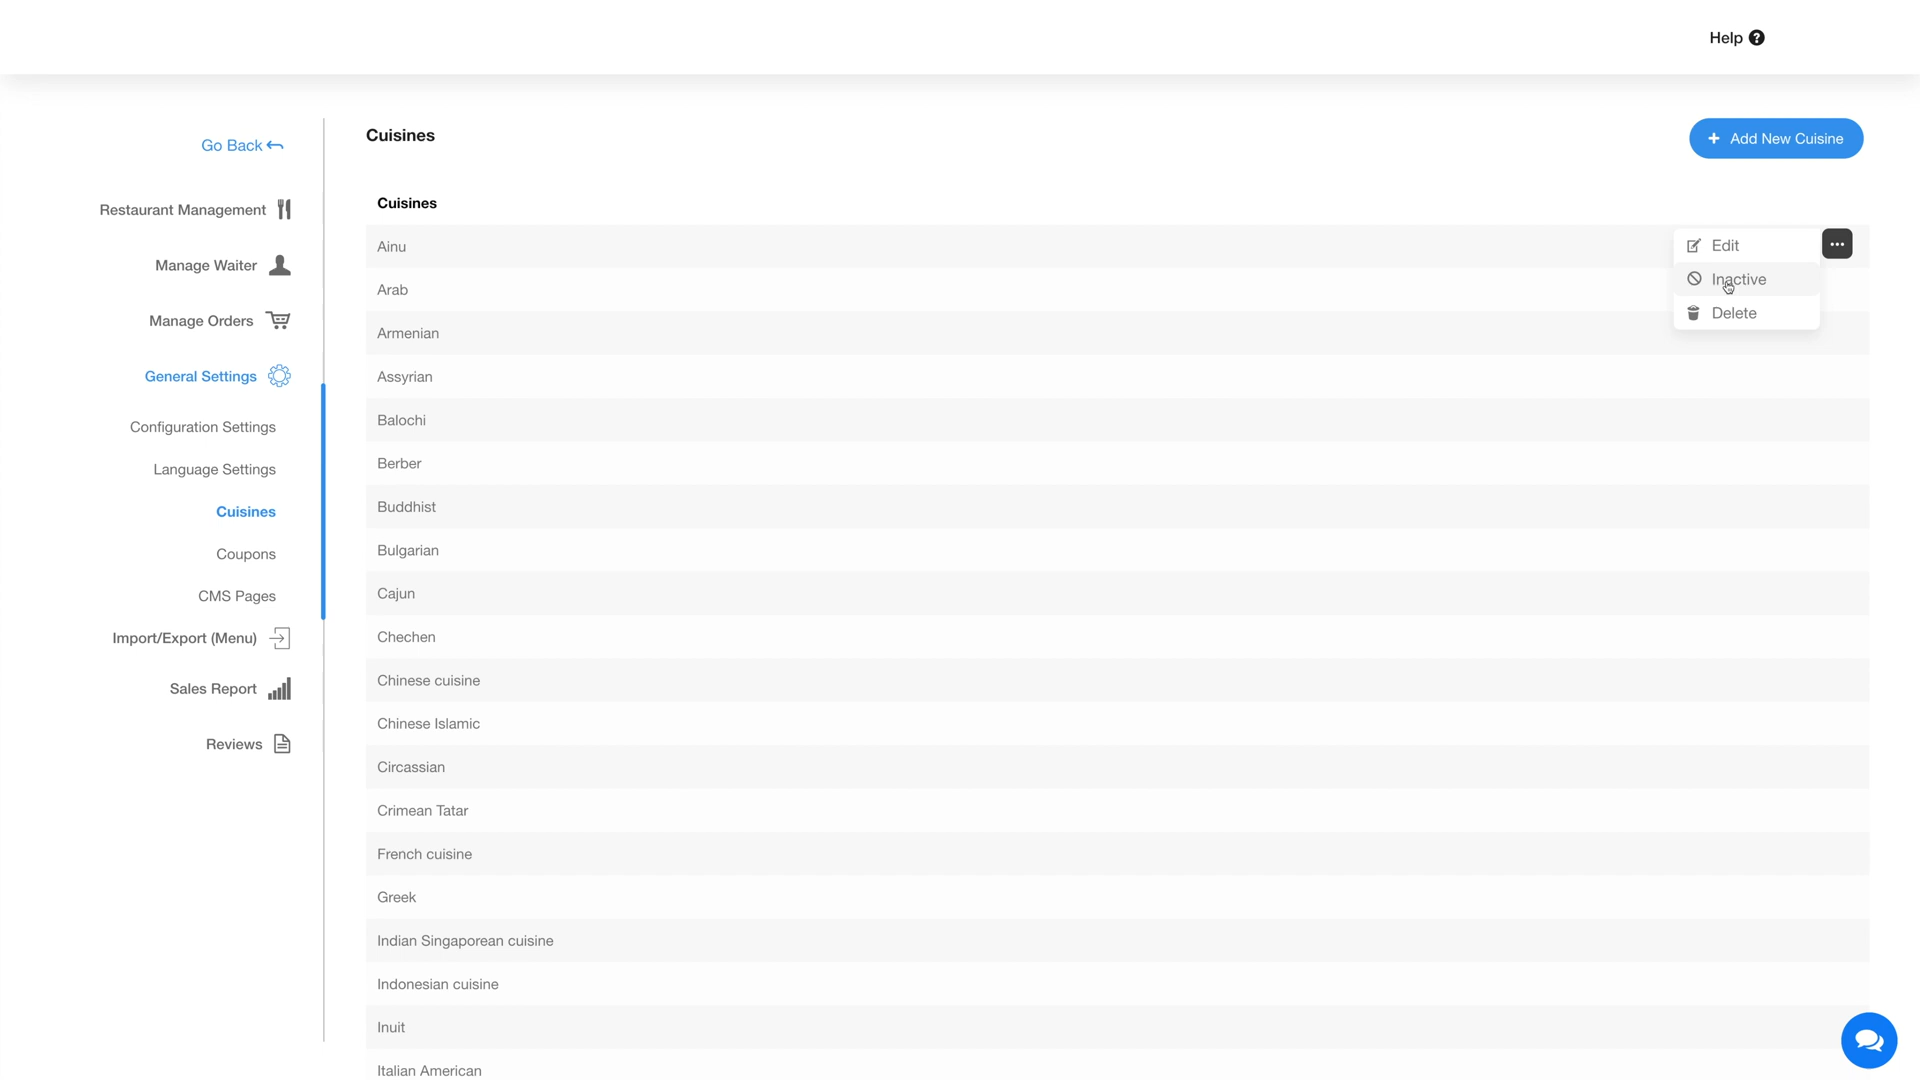 Help
Go Back
Restaurant Management
Manage Waiter
Manage Orders
General Settings
Configuration Settings
Language Settings
Cuisines
Coupons
CMS Pages
Import/Export (Menu)
Sales Report
Reviews
Cuisines
+ Add New Cuisine
Cuisines
Ainu
Arab
Armenian
Assyrian
Balochi
Berber
Buddhist
Bulgarian
Cajun
Chechen
Chinese cuisine
Chinese Islamic
Circassian
Crimean Tatar
French cuisine
Greek
Indian Singaporean cuisine
Indonesian cuisine
Inuit
Italian American
Edit
Inactive
Delete